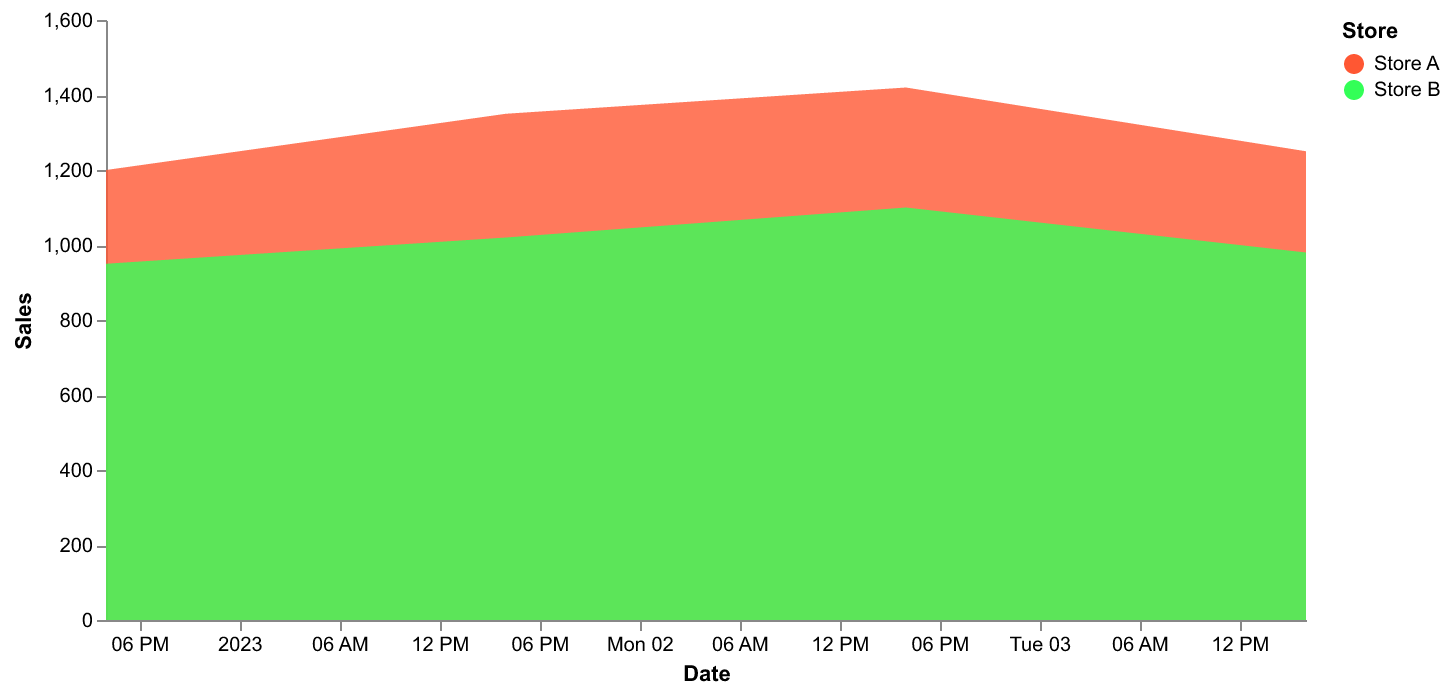 1,600
1,400
1,200
1,000
800
600
400
200
0
Sales
06 PM 2023 06 AM 12 PM 06 PM Mon 02 06 AM 12 PM 06 PM Tue 03 06 AM 12 PM
Date
Store
Store A
Store B